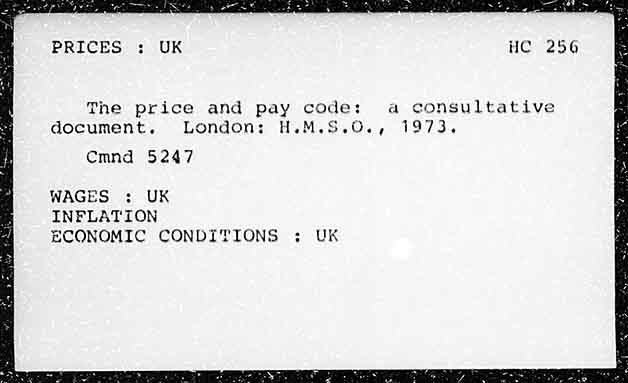 PRICES : UK HC 256
The price and pay code: a consultative
document. London: H.M.S.O., 1973.
Cmnd 5247
WAGES : UK
INFLATION
ECONOMIC CONDITIONS : UK